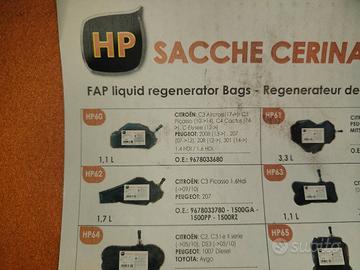 HP SACCHE CERINA
FAP liquid regenerator Bags - Regenerateur de
HP60
CITROËN: C3 Aircross (17->); C3
Picasso (10->14), C4 Cactus (14
->), C Elysee (12->)
PEUGEOT: 2008 (13->), 207
(07->12), 208 (12->), 301 (14->)
1.4 HDI / 1.6 HDI
1,1 L
O.E.: 9678033680
HP61
3,3 L
O.E.:
HP62
CITROËN: C3 Picasso 1.6Hdi
(->09/10)
PEUGEOT: 207
1,7 L
O.E.: 9678033780 - 1500GA -
1500PP - 1500RZ
HP63
1,1 L
HP64
CITROËN: C2, C3 I e II serie
(->05/10), DS3 (->05/10)
PEUGEOT: 1007
TOYOTA: Aygo
HP65
subito